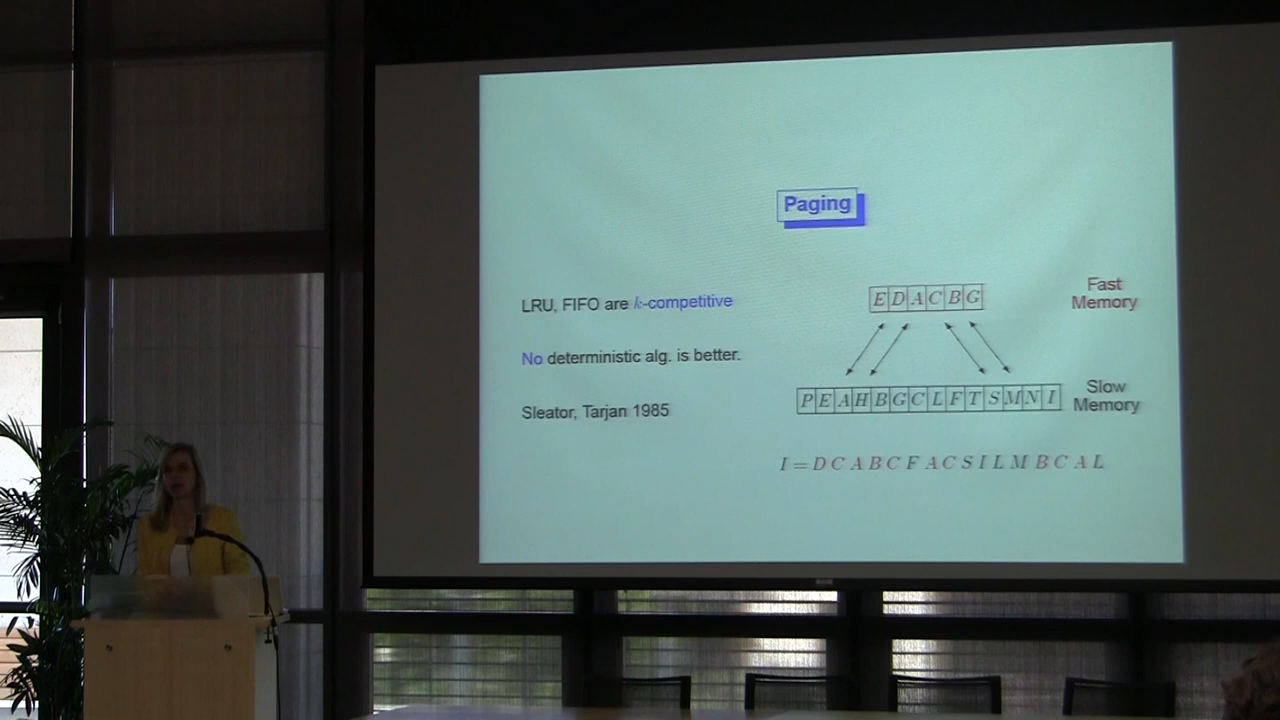 Paging
LRU, FIFO are k-competitive
No deterministic alg. is better.
Sleator, Tarjan 1985
E D A C B G
Fast
Memory
P E A H B G C L F T S M N I
Slow
Memory
I = D C A B C F A C S I L M B C A L